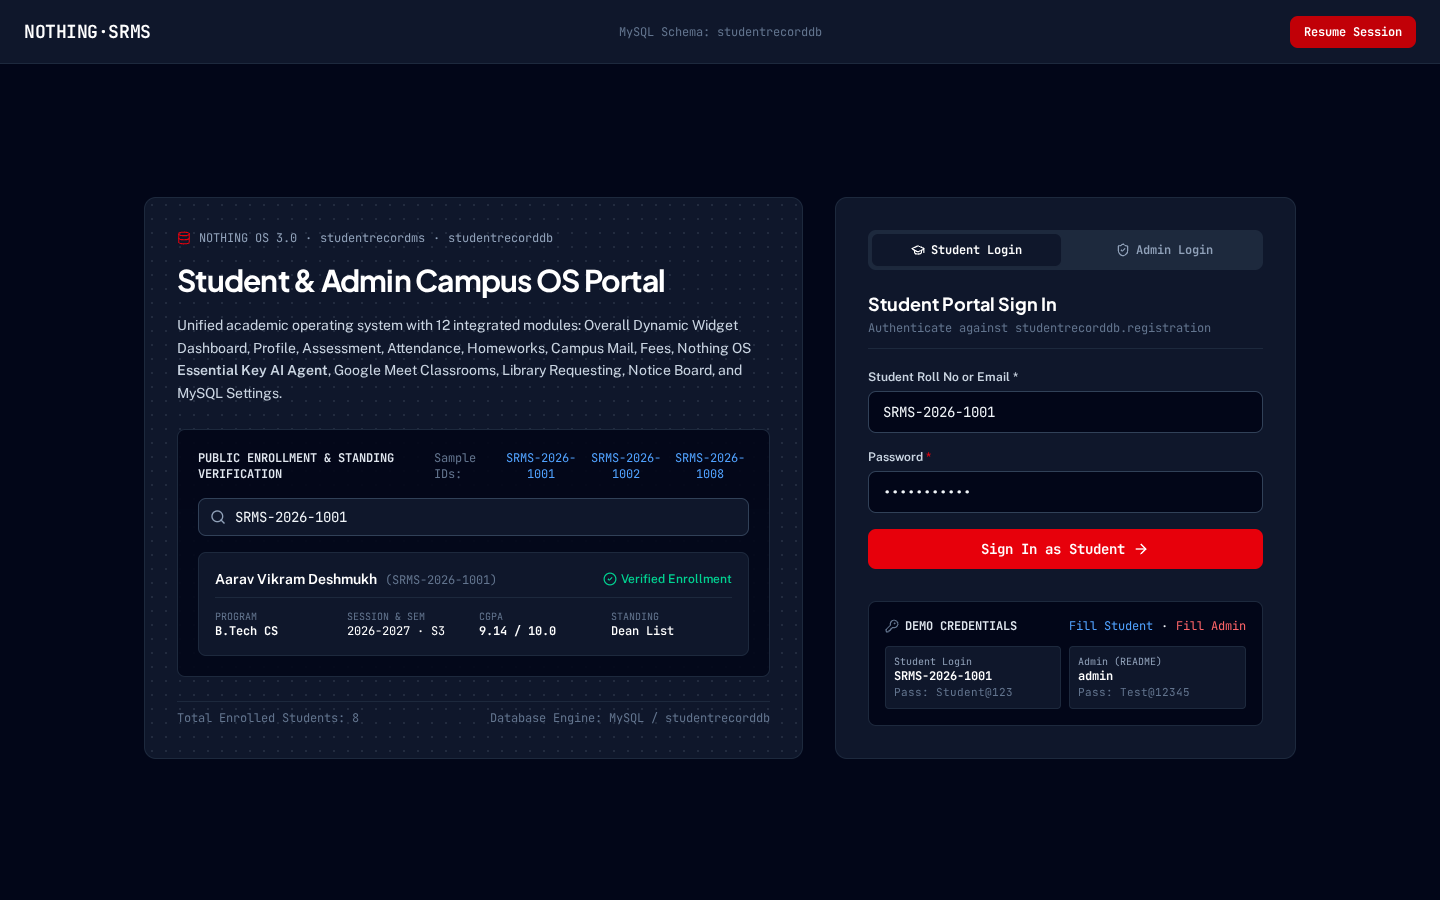 NOTHING·SRMS
MySQL Schema: studentrecorddb
Resume Session
NOTHING OS 3.0 · studentrecordms · studentrecorddb
Student & Admin Campus OS Portal
Unified academic operating system with 12 integrated modules: Overall Dynamic Widget
Dashboard, Profile, Assessment, Attendance, Homeworks, Campus Mail, Fees, Nothing OS
Essential Key AI Agent, Google Meet Classrooms, Library Requesting, Notice Board, and
MySQL Settings.
PUBLIC ENROLLMENT & STANDING
VERIFICATION
Sample
IDs:
SRMS-2026-
1001
SRMS-2026-
1002
SRMS-2026-
1008
SRMS-2026-1001
Aarav Vikram Deshmukh (SRMS-2026-1001)
Verified Enrollment
PROGRAM
B.Tech CS
SESSION & SEM
2026-2027 · S3
CGPA
9.14 / 10.0
STANDING
Dean List
Total Enrolled Students: 8
Database Engine: MySQL / studentrecorddb
Student Login
Admin Login
Student Portal Sign In
Authenticate against studentrecorddb.registration
Student Roll No or Email *
SRMS-2026-1001
Password *
•••••••••••
Sign In as Student →
DEMO CREDENTIALS
Fill Student · Fill Admin
Student Login
SRMS-2026-1001
Pass: Student@123
Admin (README)
admin
Pass: Test@12345